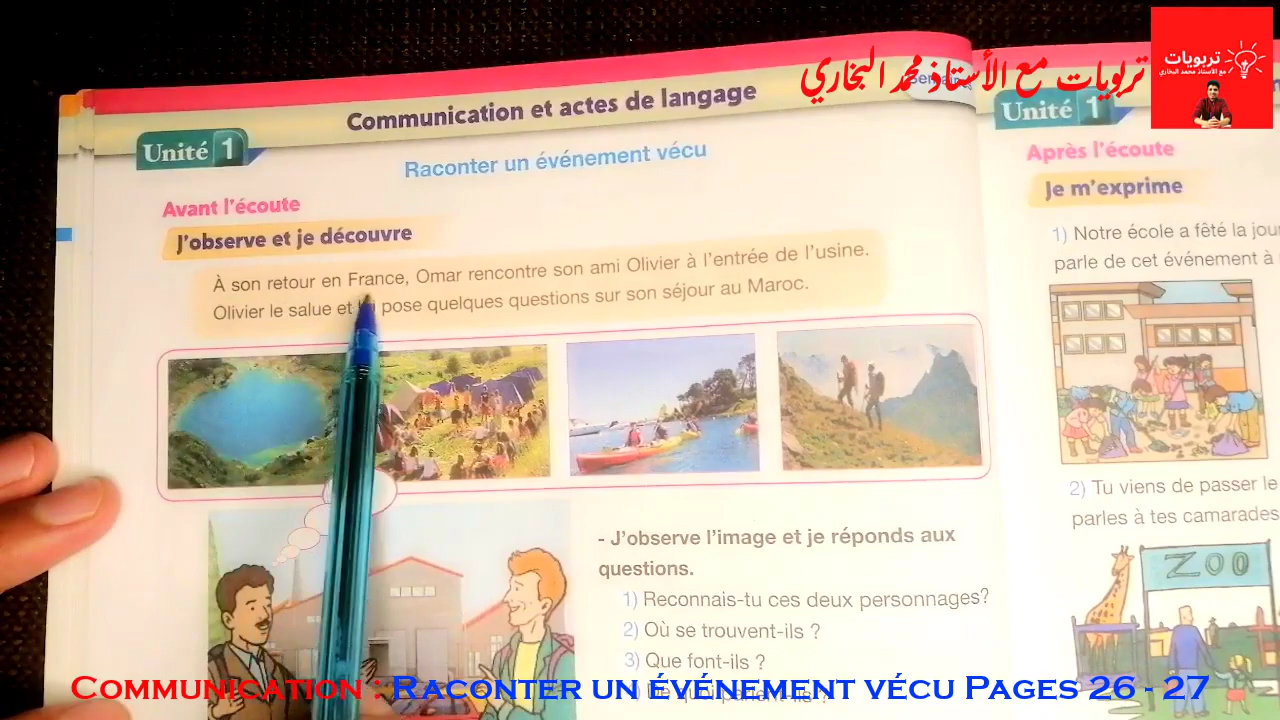 تربويات مع الأستاذ محمد البخاري
تربويات
مع الأستاذ محمد البخاري
Communication et actes de langage
Unité 1
Raconter un événement vécu
Avant l'écoute
J'observe et je découvre
À son retour en France, Omar rencontre son ami Olivier à l'entrée de l'usine.
Olivier le salue et pose quelques questions sur son séjour au Maroc.
- J'observe l'image et je réponds aux
questions.
1) Reconnais-tu ces deux personnages?
2) Où se trouvent-ils ?
3) Que font-ils ?
Unité 1
Après l'écoute
Je m'exprime
1) Notre école a fêté la
parle de cet événement à
2) Tu viens de passer le
parles à tes camarades
ZOO
Communication : Raconter un événement vécu Pages 26 - 27